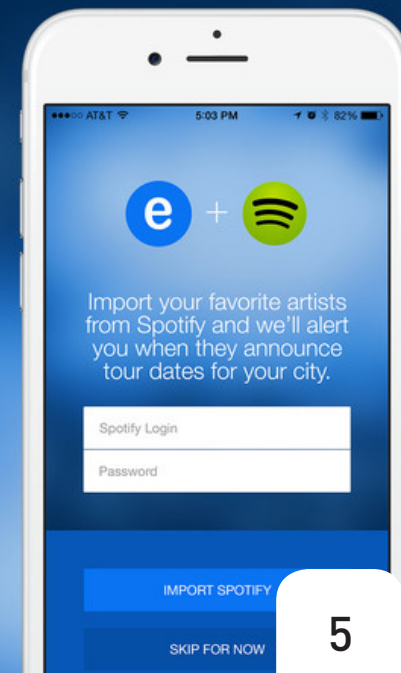 AT&T 5:03 PM 82%
e + 
Import your favorite artists
from Spotify and we'll alert
you when they announce
tour dates for your city.
Spotify Login
Password
IMPORT SPOTIFY
SKIP FOR NOW
5